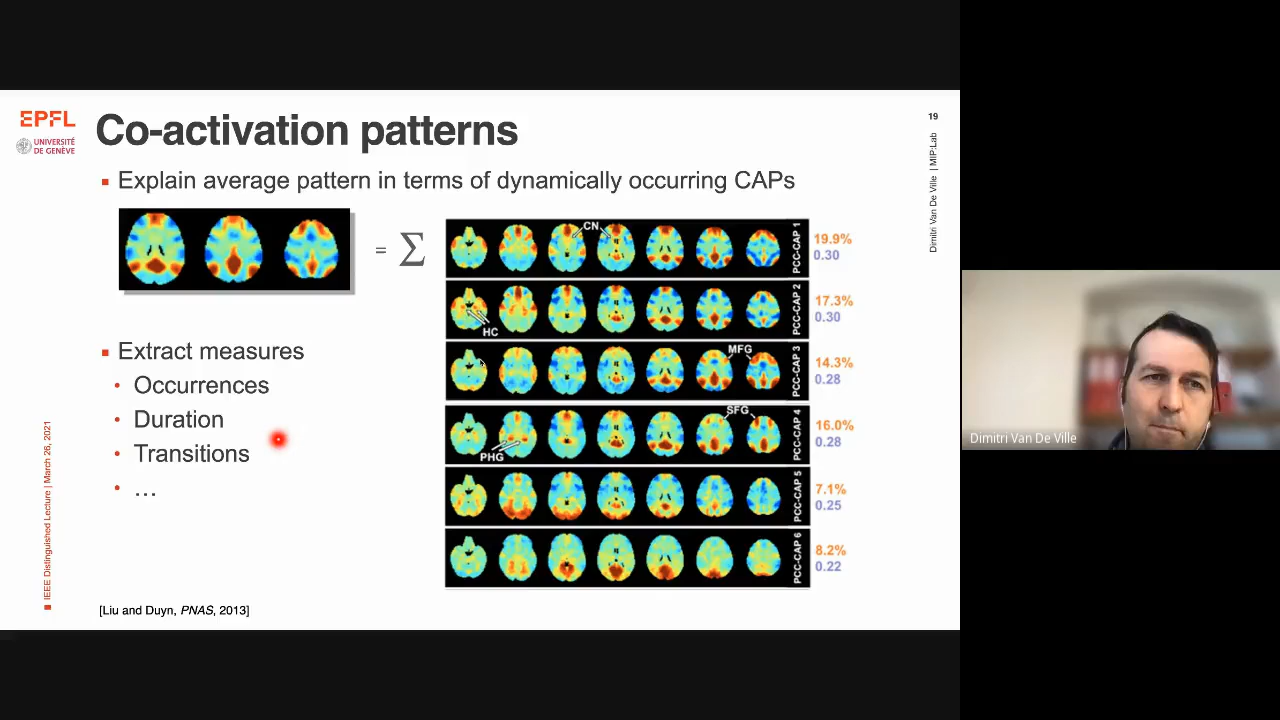 EPFL
UNIVERSITÉ
DE GENÈVE
Co-activation patterns
19
Dimitri Van De Ville | MIP:Lab
▪ Explain average pattern in terms of dynamically occurring CAPs
= Σ
CN
PCC-CAP 1
19.9%
0.30
HC
PCC-CAP 2
17.3%
0.30
MFG
PCC-CAP 3
14.3%
0.28
SFG
PHG
PCC-CAP 4
16.0%
0.28
PCC-CAP 5
7.1%
0.25
PCC-CAP 6
8.2%
0.22
▪ Extract measures
• Occurrences
• Duration
• Transitions
• …
[Liu and Duyn, PNAS, 2013]
▪ IEEE Distinguished Lecture | March 26, 2021
Dimitri Van De Ville